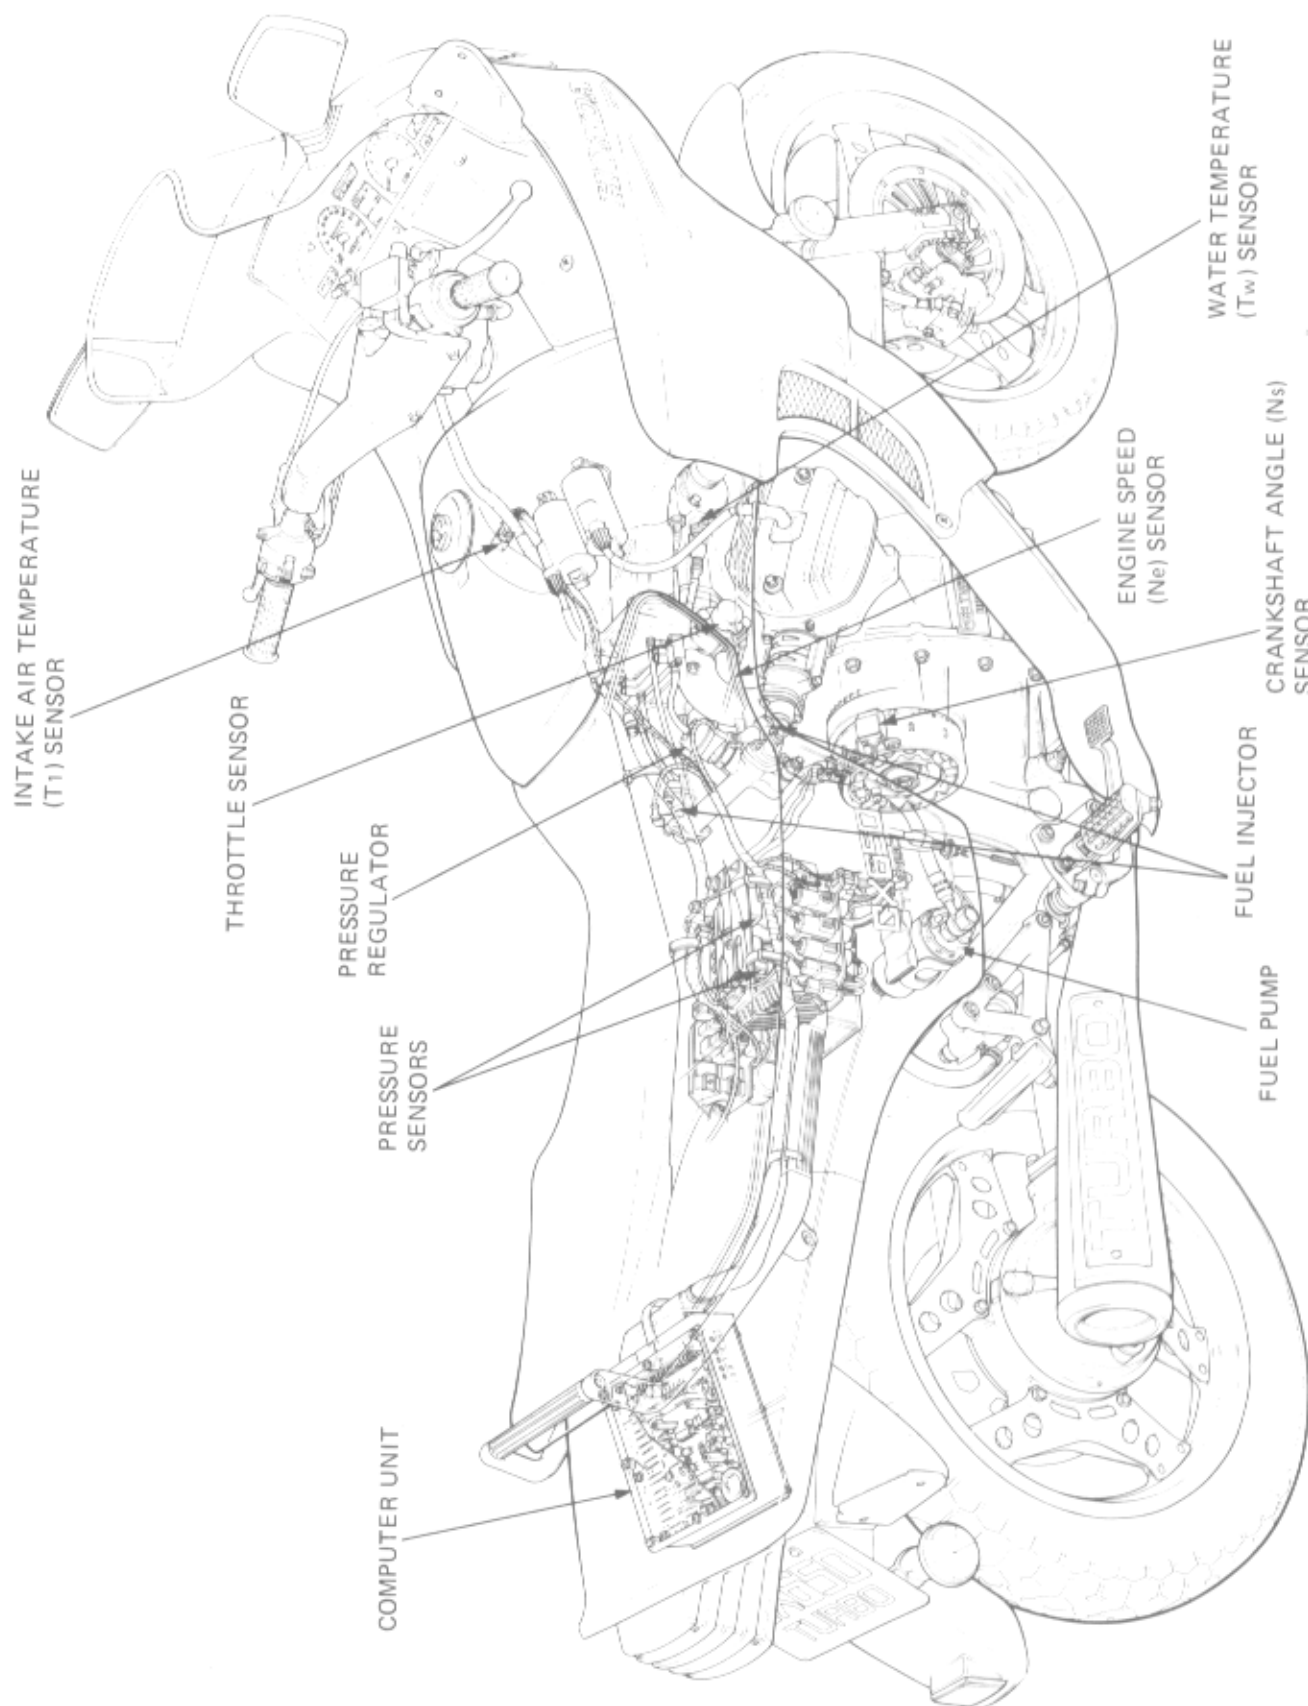 INTAKE AIR TEMPERATURE
(T1) SENSOR
THROTTLE SENSOR
PRESSURE
REGULATOR
PRESSURE
SENSORS
COMPUTER UNIT
WATER TEMPERATURE
(Tw) SENSOR
ENGINE SPEED
(Ne) SENSOR
CRANKSHAFT ANGLE (Ns)
SENSOR
FUEL INJECTOR
FUEL PUMP
TURBO
TURBO